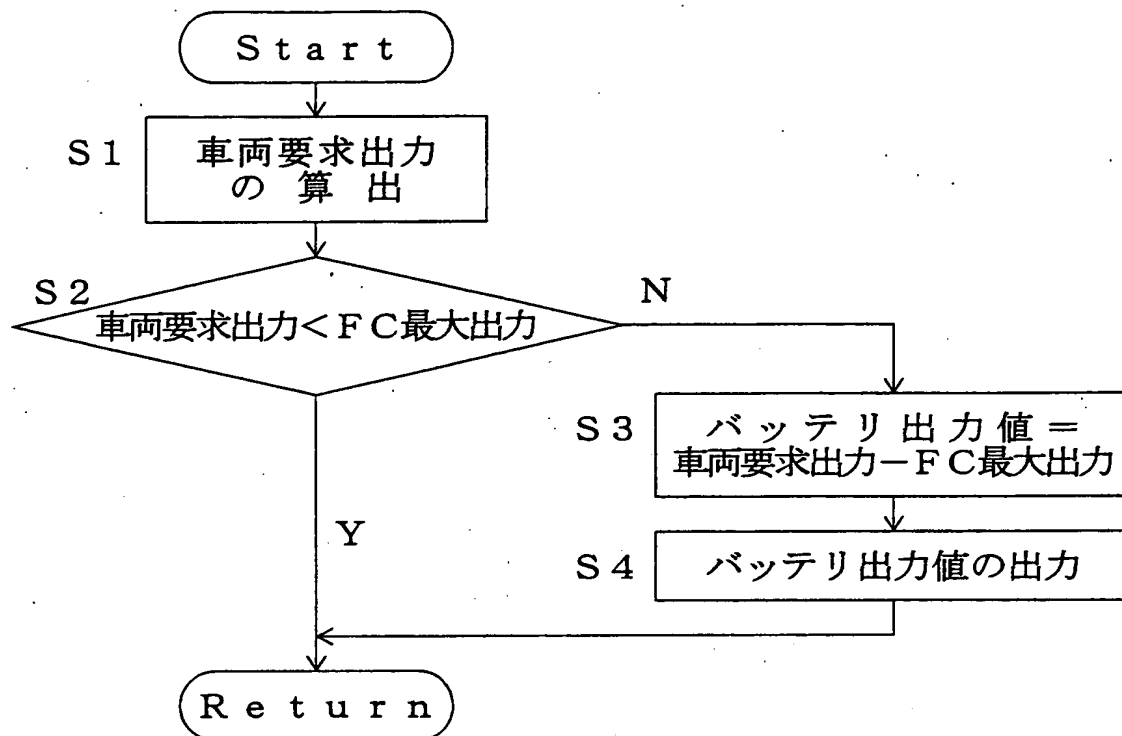 Start
S1
車両要求出力
の算出
S2
車両要求出力<FC最大出力
N
S3
バッテリ出力値=
車両要求出力-FC最大出力
Y
S4
バッテリ出力値の出力
Return